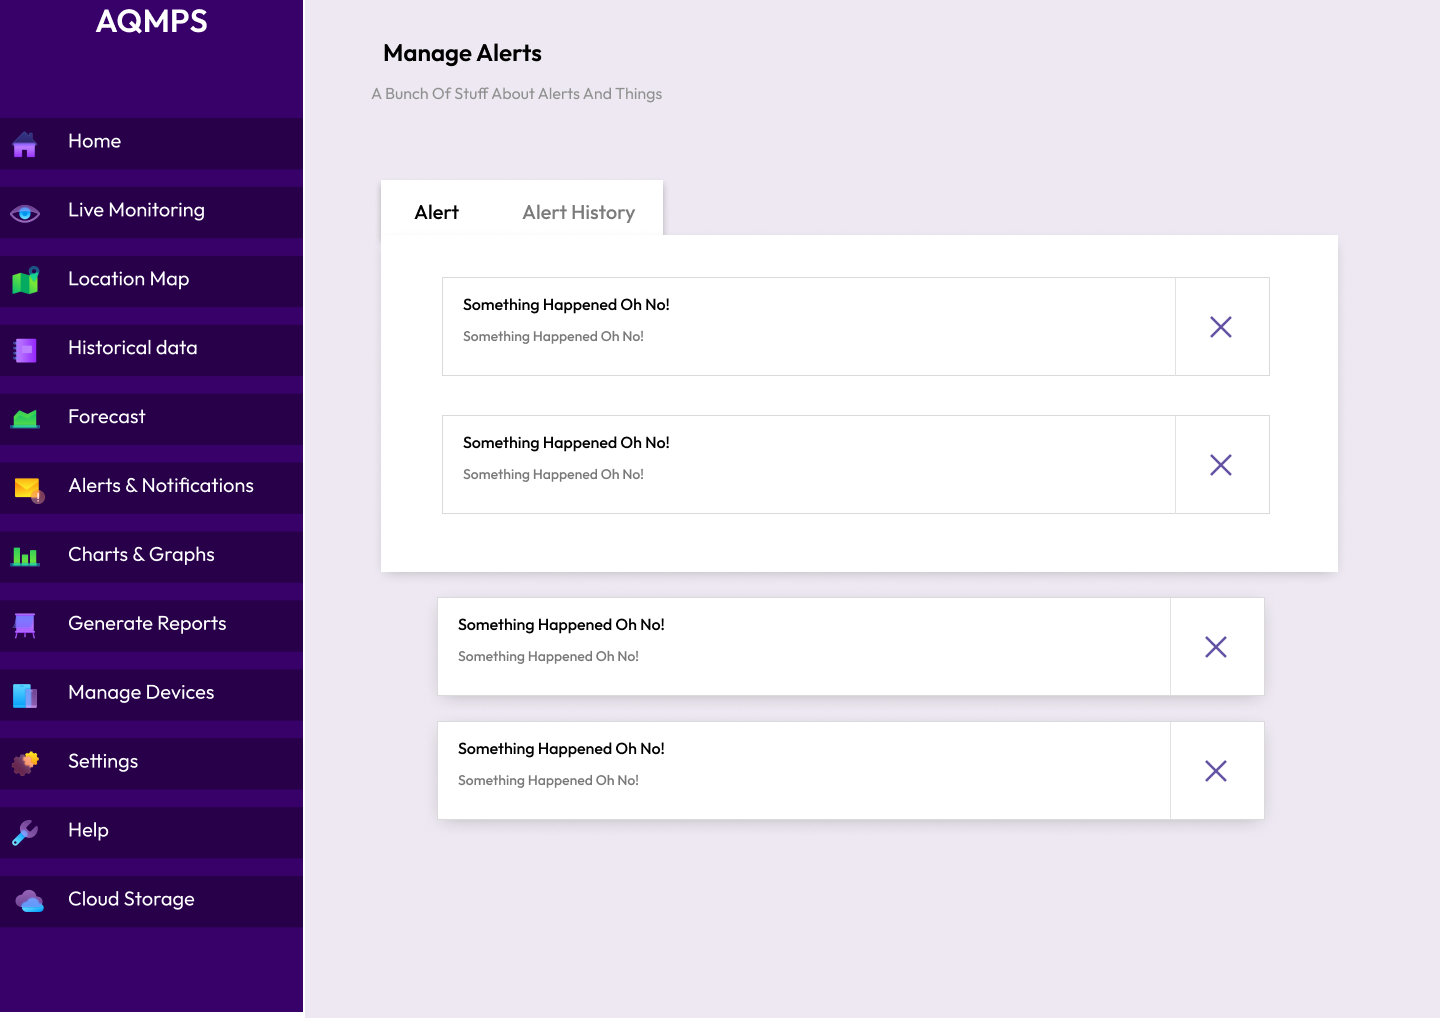 AQMPS
Home
Live Monitoring
Location Map
Historical data
Forecast
Alerts & Notifications
Charts & Graphs
Generate Reports
Manage Devices
Settings
Help
Cloud Storage
Manage Alerts
A Bunch Of Stuff About Alerts And Things
Alert Alert History
Something Happened Oh No!
Something Happened Oh No!
Something Happened Oh No!
Something Happened Oh No!
Something Happened Oh No!
Something Happened Oh No!
Something Happened Oh No!
Something Happened Oh No!